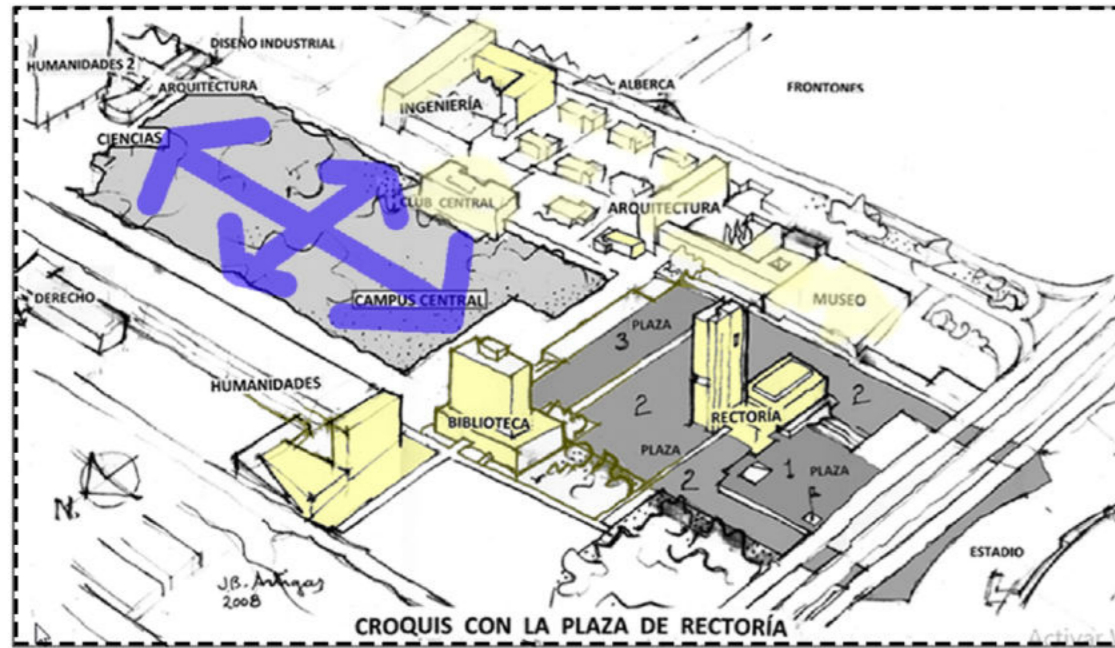 DISEÑO INDUSTRIAL
HUMANIDADES 2
ARQUITECTURA
INGENIERÍA
ALBERCA
FRONTONES
CIENCIAS
CLUB CENTRAL
ARQUITECTURA
DERECHO
CAMPUS CENTRAL
MUSEO
PLAZA
3
HUMANIDADES
2
2
BIBLIOTECA
RECTORÍA
PLAZA
1
PLAZA
2
N.
ESTADIO
J.B. Artigas
2008
CROQUIS CON LA PLAZA DE RECTORÍA
Activar